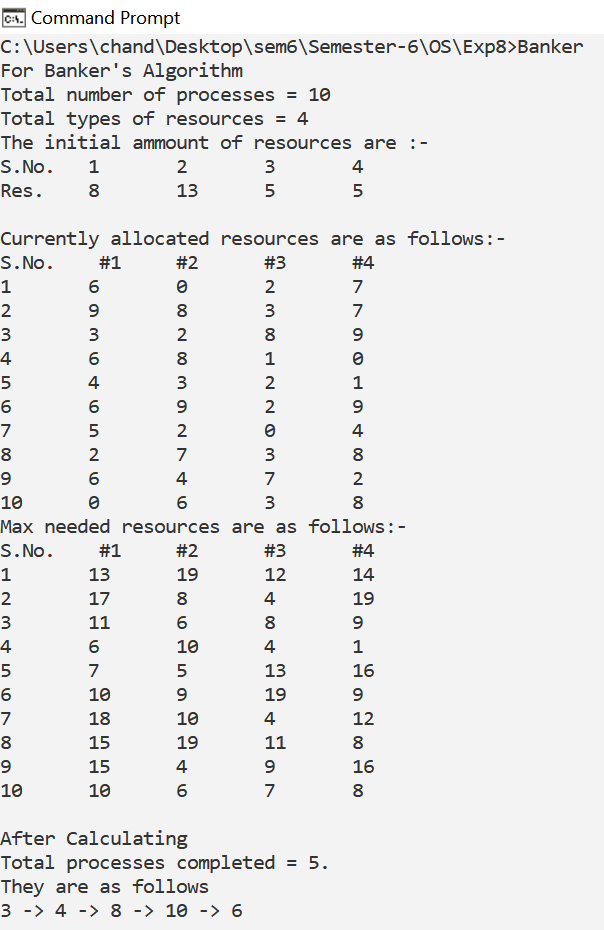 Command Prompt
C:\Users\chand\Desktop\sem6\Semester-6\OS\Exp8>Banker
For Banker's Algorithm
Total number of processes = 10
Total types of resources = 4
The initial ammount of resources are :-
S.No. 1 2 3 4
Res. 8 13 5 5
Currently allocated resources are as follows:-
S.No. #1 #2 #3 #4
1 6 0 2 7
2 9 8 3 7
3 3 2 8 9
4 6 8 1 0
5 4 3 2 1
6 6 9 2 9
7 5 2 0 4
8 2 7 3 8
9 6 4 7 2
10 0 6 3 8
Max needed resources are as follows:-
S.No. #1 #2 #3 #4
1 13 19 12 14
2 17 8 4 19
3 11 6 8 9
4 6 10 4 1
5 7 5 13 16
6 10 9 19 9
7 18 10 4 12
8 15 19 11 8
9 15 4 9 16
10 10 6 7 8
After Calculating
Total processes completed = 5.
They are as follows
3 -> 4 -> 8 -> 10 -> 6